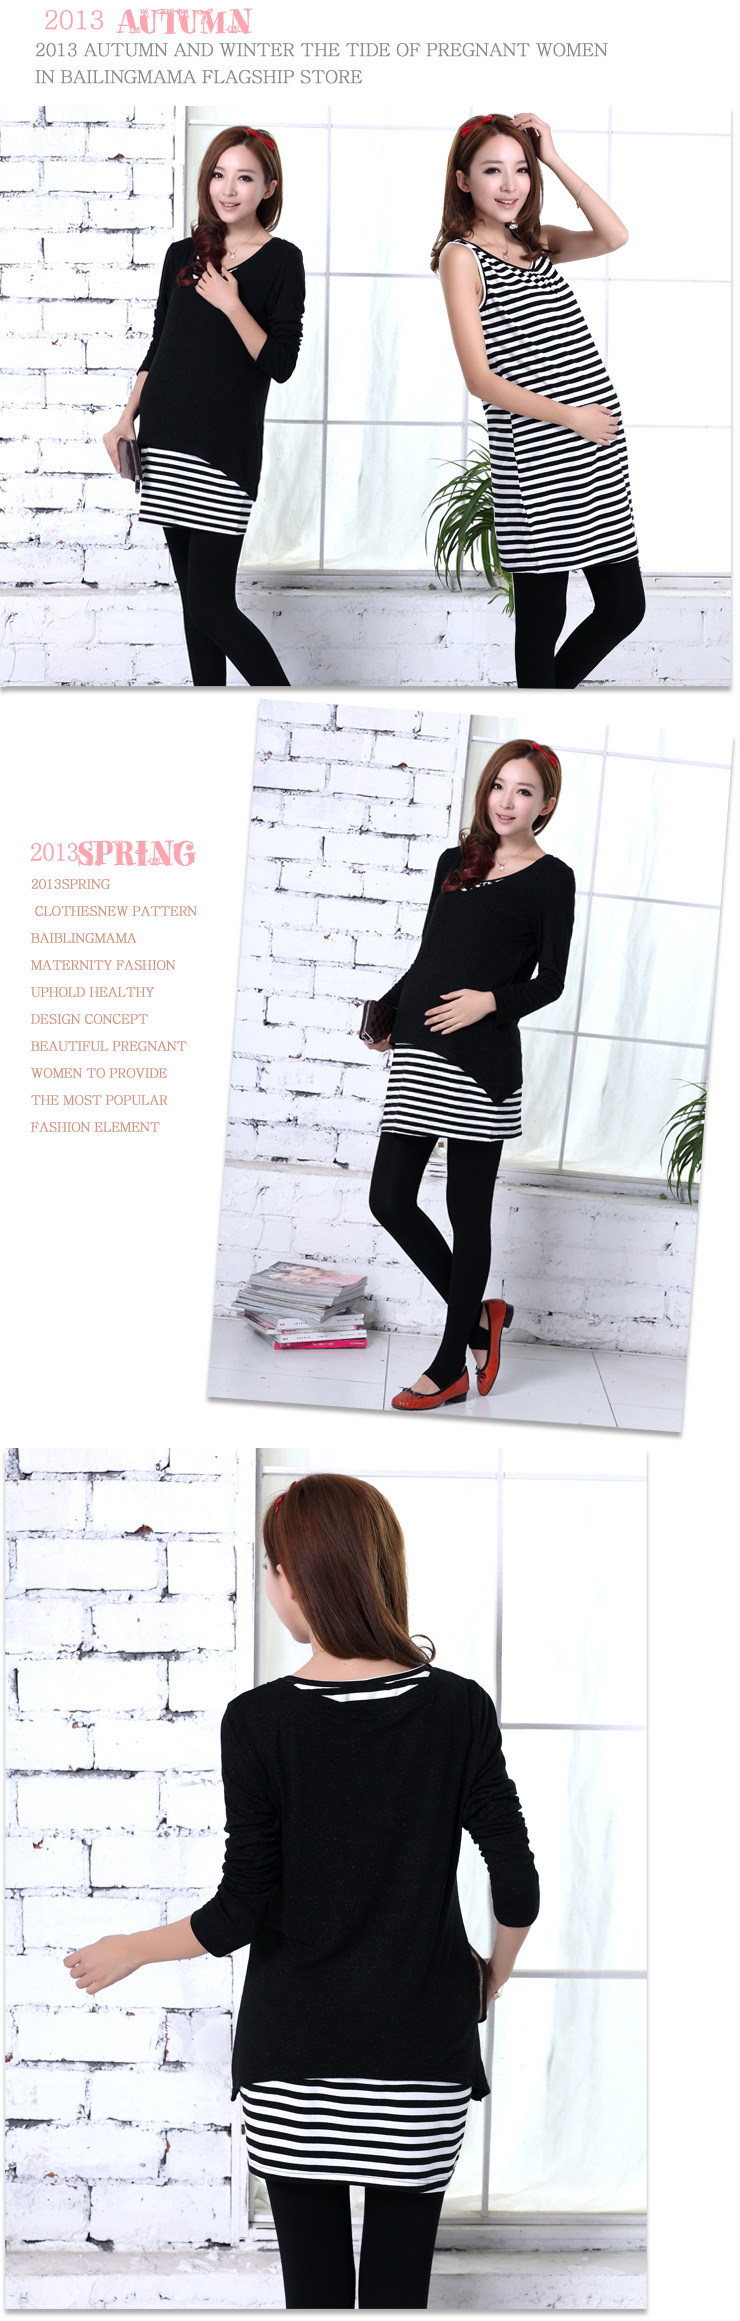 2013 AUTUMN
2013 AUTUMN AND WINTER THE TIDE OF PREGNANT WOMEN
IN BAILINGMAMA FLAGSHIP STORE
2013SPRING
2013SPRING
CLOTHESNEW PATTERN
BAIBLINGMAMA
MATERNITY FASHION
UPHOLD HEALTHY
DESIGN CONCEPT
BEAUTIFUL PREGNANT
WOMEN TO PROVIDE
THE MOST POPULAR
FASHION ELEMENT